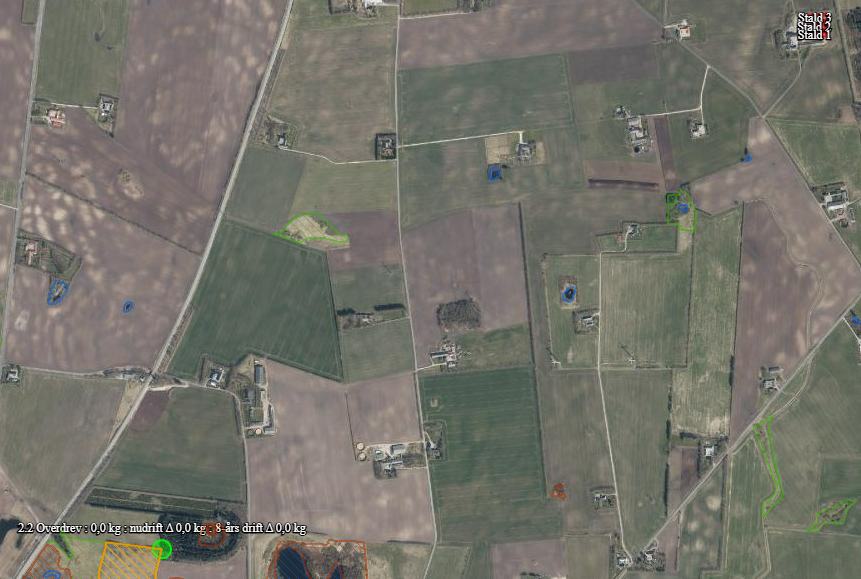 Stald 3
Stald 2
Stald 1
2.2 Overdrev : 0,0 kg : nudrift Δ 0,0 kg : 8-års drift Δ 0,0 kg